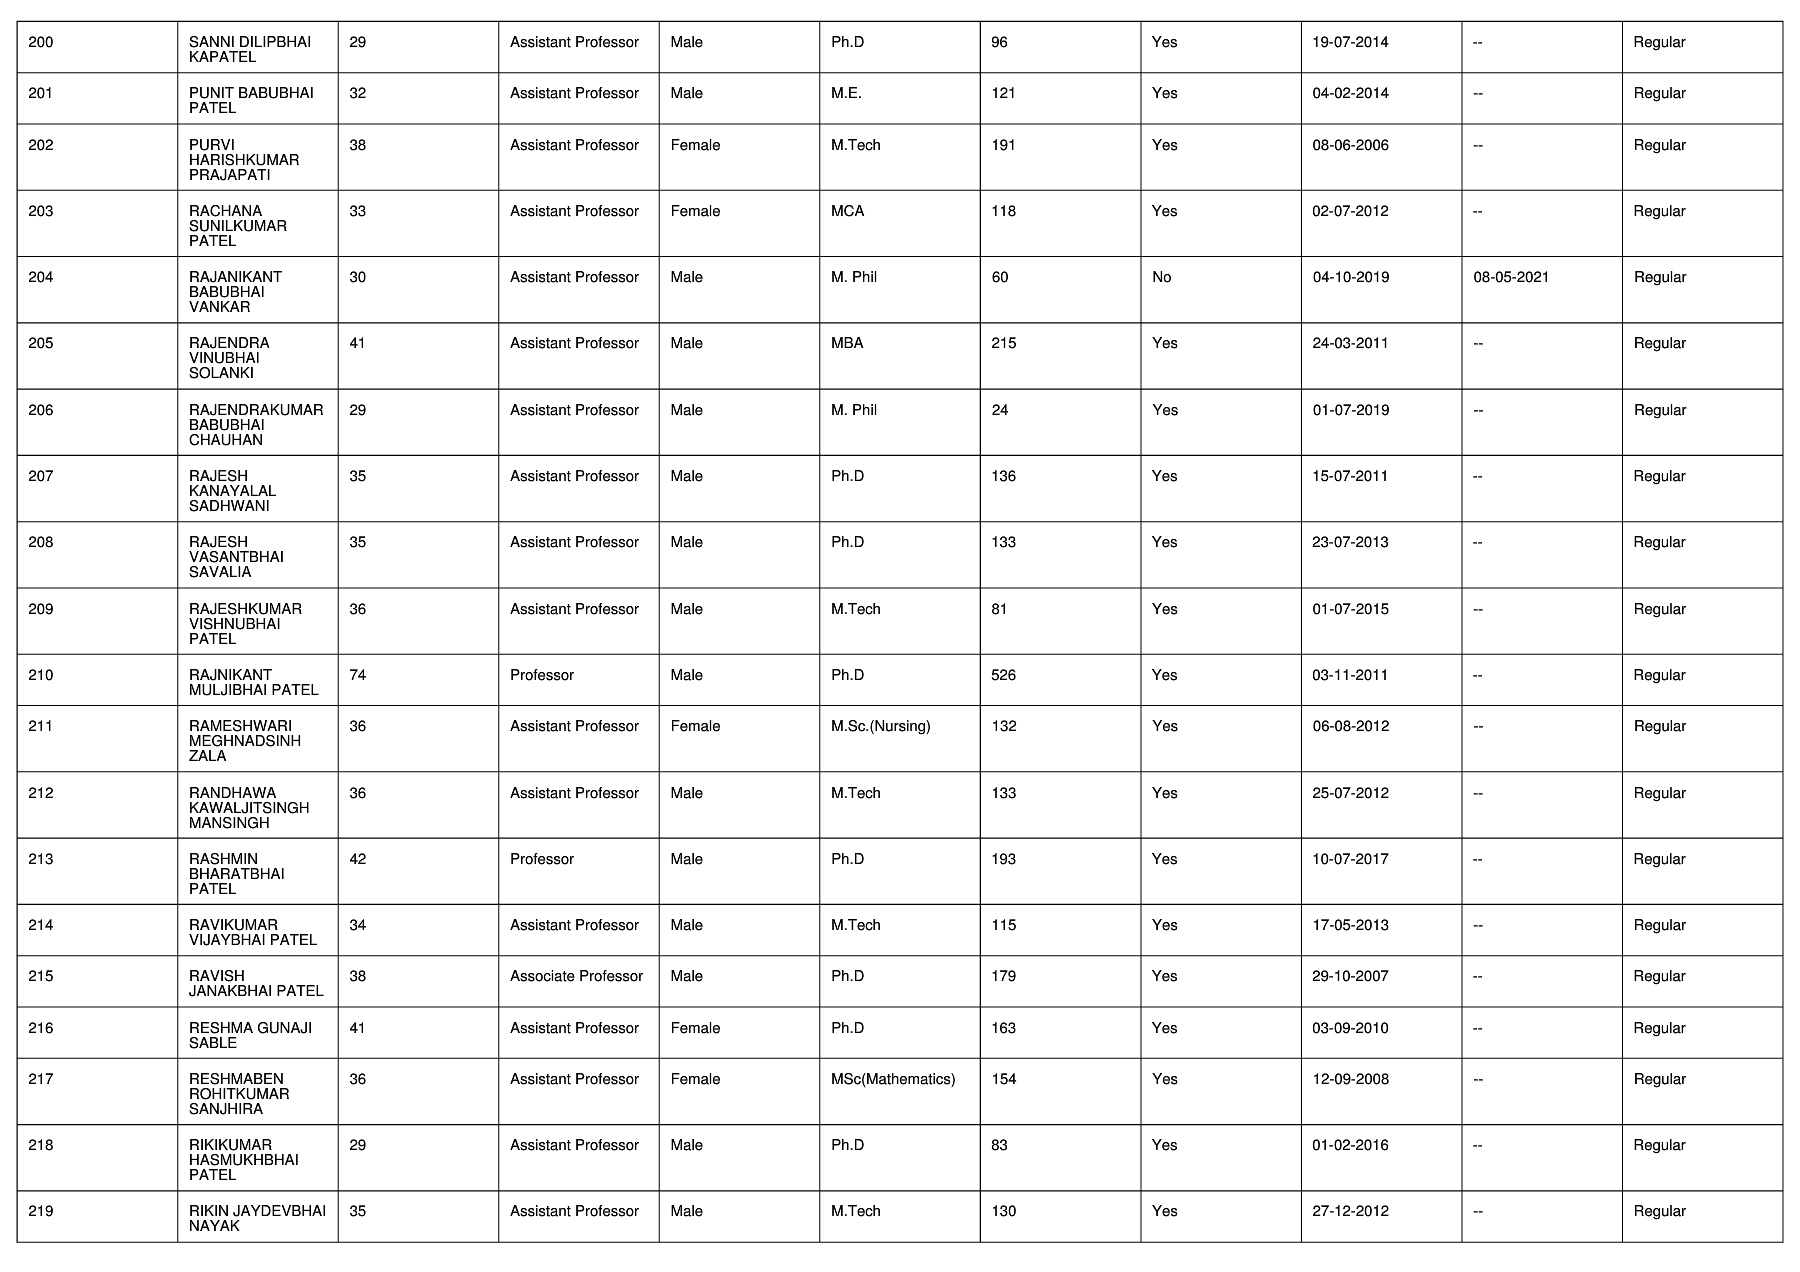 200 SANNI DILIPBHAI 29 Assistant Professor Male Ph.D 96 Yes 19-07-2014 -- Regular
KAPATEL
201 PUNIT BABUBHAI 32 Assistant Professor Male M.E. 121 Yes 04-02-2014 -- Regular
PATEL
202 PURVI 38 Assistant Professor Female M.Tech 191 Yes 08-06-2006 -- Regular
HARISHKUMAR
PRAJAPATI
203 RACHANA 33 Assistant Professor Female MCA 118 Yes 02-07-2012 -- Regular
SUNILKUMAR
PATEL
204 RAJANIKANT 30 Assistant Professor Male M. Phil 60 No 04-10-2019 08-05-2021 Regular
BABUBHAI
VANKAR
205 RAJENDRA 41 Assistant Professor Male MBA 215 Yes 24-03-2011 -- Regular
VINUBHAI
SOLANKI
206 RAJENDRAKUMAR 29 Assistant Professor Male M. Phil 24 Yes 01-07-2019 -- Regular
BABUBHAI
CHAUHAN
207 RAJESH 35 Assistant Professor Male Ph.D 136 Yes 15-07-2011 -- Regular
KANAYALAL
SADHWANI
208 RAJESH 35 Assistant Professor Male Ph.D 133 Yes 23-07-2013 -- Regular
VASANTBHAI
SAVALIA
209 RAJESHKUMAR 36 Assistant Professor Male M.Tech 81 Yes 01-07-2015 -- Regular
VISHNUBHAI
PATEL
210 RAJNIKANT 74 Professor Male Ph.D 526 Yes 03-11-2011 -- Regular
MULJIBHAI PATEL
211 RAMESHWARI 36 Assistant Professor Female M.Sc.(Nursing) 132 Yes 06-08-2012 -- Regular
MEGHNADSINH
ZALA
212 RANDHAWA 36 Assistant Professor Male M.Tech 133 Yes 25-07-2012 -- Regular
KAWALJITSINGH
MANSINGH
213 RASHMIN 42 Professor Male Ph.D 193 Yes 10-07-2017 -- Regular
BHARATBHAI
PATEL
214 RAVIKUMAR 34 Assistant Professor Male M.Tech 115 Yes 17-05-2013 -- Regular
VIJAYBHAI PATEL
215 RAVISH 38 Associate Professor Male Ph.D 179 Yes 29-10-2007 -- Regular
JANAKBHAI PATEL
216 RESHMA GUNAJI 41 Assistant Professor Female Ph.D 163 Yes 03-09-2010 -- Regular
SABLE
217 RESHMABEN 36 Assistant Professor Female MSc(Mathematics) 154 Yes 12-09-2008 -- Regular
ROHITKUMAR
SANJHIRA
218 RIKIKUMAR 29 Assistant Professor Male Ph.D 83 Yes 01-02-2016 -- Regular
HASMUKHBHAI
PATEL
219 RIKIN JAYDEVBHAI 35 Assistant Professor Male M.Tech 130 Yes 27-12-2012 -- Regular
NAYAK